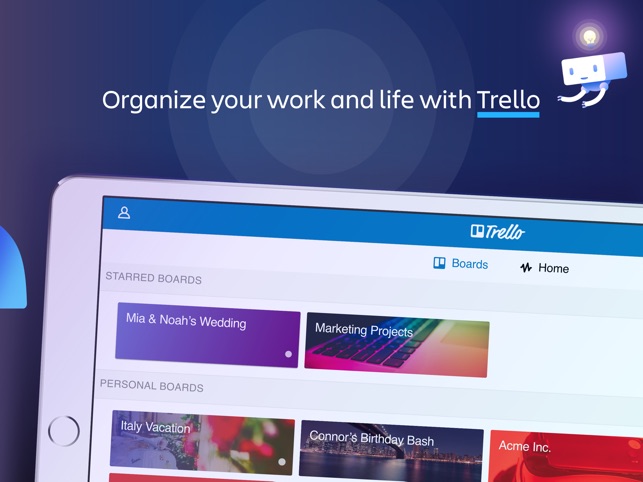 Organize your work and life with Trello
Trello
Boards
Home
STARRED BOARDS
Mia & Noah's Wedding
Marketing Projects
PERSONAL BOARDS
Italy Vacation
Connor's Birthday Bash
Acme Inc.